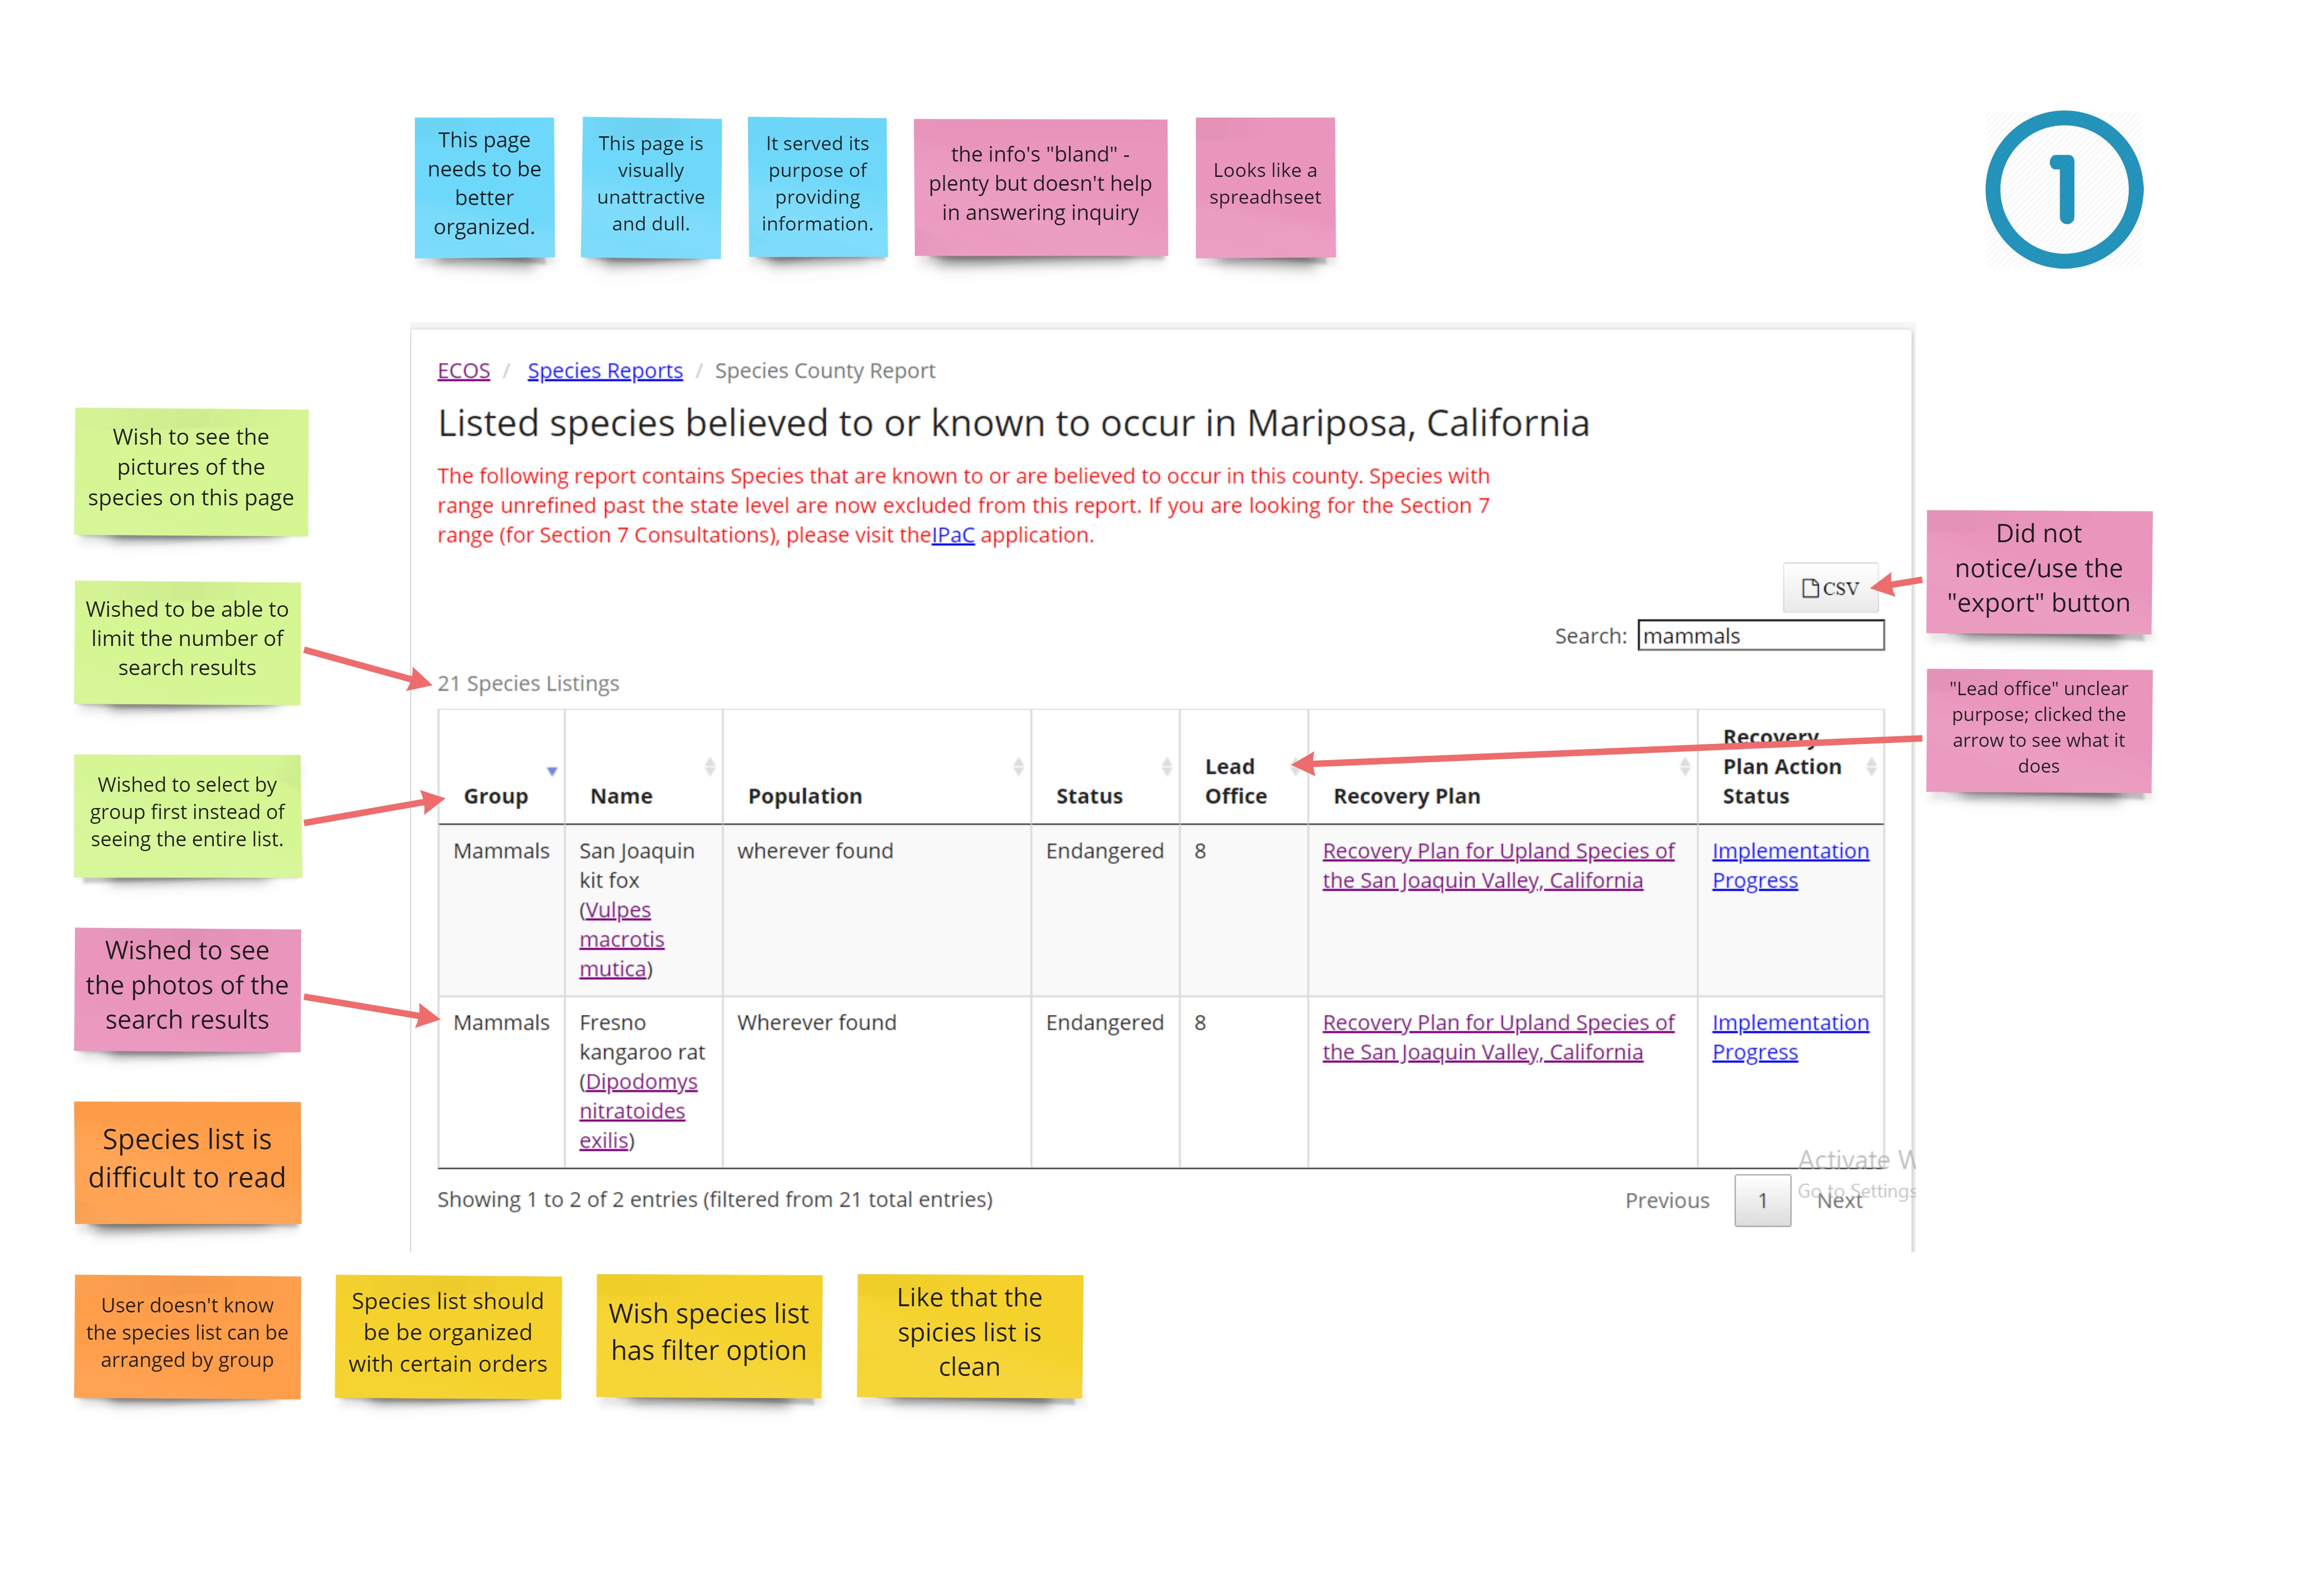 This page
needs to be
better
organized.
This page is
visually
unattractive
and dull.
It served its
purpose of
providing
information.
the info's "bland" -
plenty but doesn't help
in answering inquiry
Looks like a
spreadhseet
1
ECOS / Species Reports / Species County Report
Listed species believed to or known to occur in Mariposa, California
The following report contains Species that are known to or are believed to occur in this county. Species with
range unrefined past the state level are now excluded from this report. If you are looking for the Section 7
range (for Section 7 Consultations), please visit theIPaC application.
Wish to see the
pictures of the
species on this page
Did not
notice/use the
"export" button
CSV
Search: mammals
Wished to be able to
limit the number of
search results
21 Species Listings
"Lead office" unclear
purpose; clicked the
arrow to see what it
does
Wished to select by
group first instead of
seeing the entire list.
Group
Name
Population
Status
Lead
Office
Recovery Plan
Recovery
Plan Action
Status
Mammals
San Joaquin
kit fox
(Vulpes
macrotis
mutica)
wherever found
Endangered
8
Recovery Plan for Upland Species of
the San Joaquin Valley, California
Implementation
Progress
Wished to see
the photos of the
search results
Mammals
Fresno
kangaroo rat
(Dipodomys
nitratoides
exilis)
Wherever found
Endangered
8
Recovery Plan for Upland Species of
the San Joaquin Valley, California
Implementation
Progress
Species list is
difficult to read
Activate W
Go to Settings
Showing 1 to 2 of 2 entries (filtered from 21 total entries)
Previous 1 Next
User doesn't know
the species list can be
arranged by group
Species list should
be be organized
with certain orders
Wish species list
has filter option
Like that the
spicies list is
clean